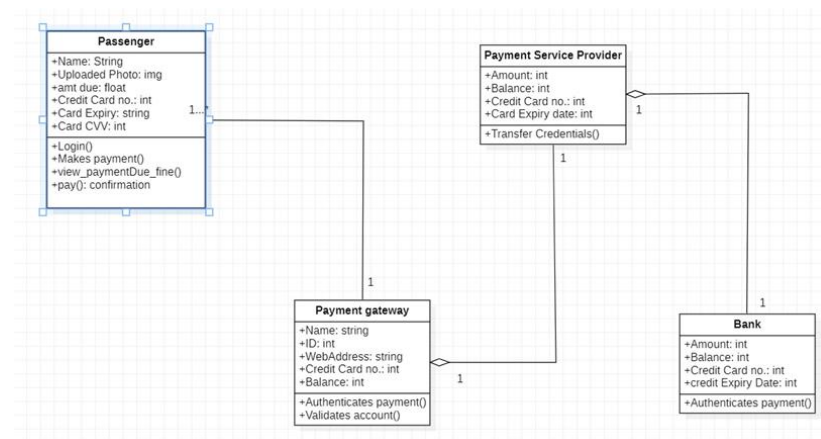 Passenger
+Name: String
+Uploaded Photo: img
+amt due: float
+Credit Card no.: int
+Card Expiry: string
+Card CVV: int
+Login()
+Makes payment()
+view_paymentDue_fine()
+pay(): confirmation
1...*
1
Payment gateway
+Name: string
+ID: int
+WebAddress: string
+Credit Card no.: int
+Balance: int
+Authenticates payment()
+Validates account()
1
Payment Service Provider
+Amount: int
+Balance: int
+Credit Card no.: int
+Card Expiry date: int
+Transfer Credentials()
1
1
1
Bank
+Amount: int
+Balance: int
+Credit Card no.: int
+credit Expiry Date: int
+Authenticates payment()